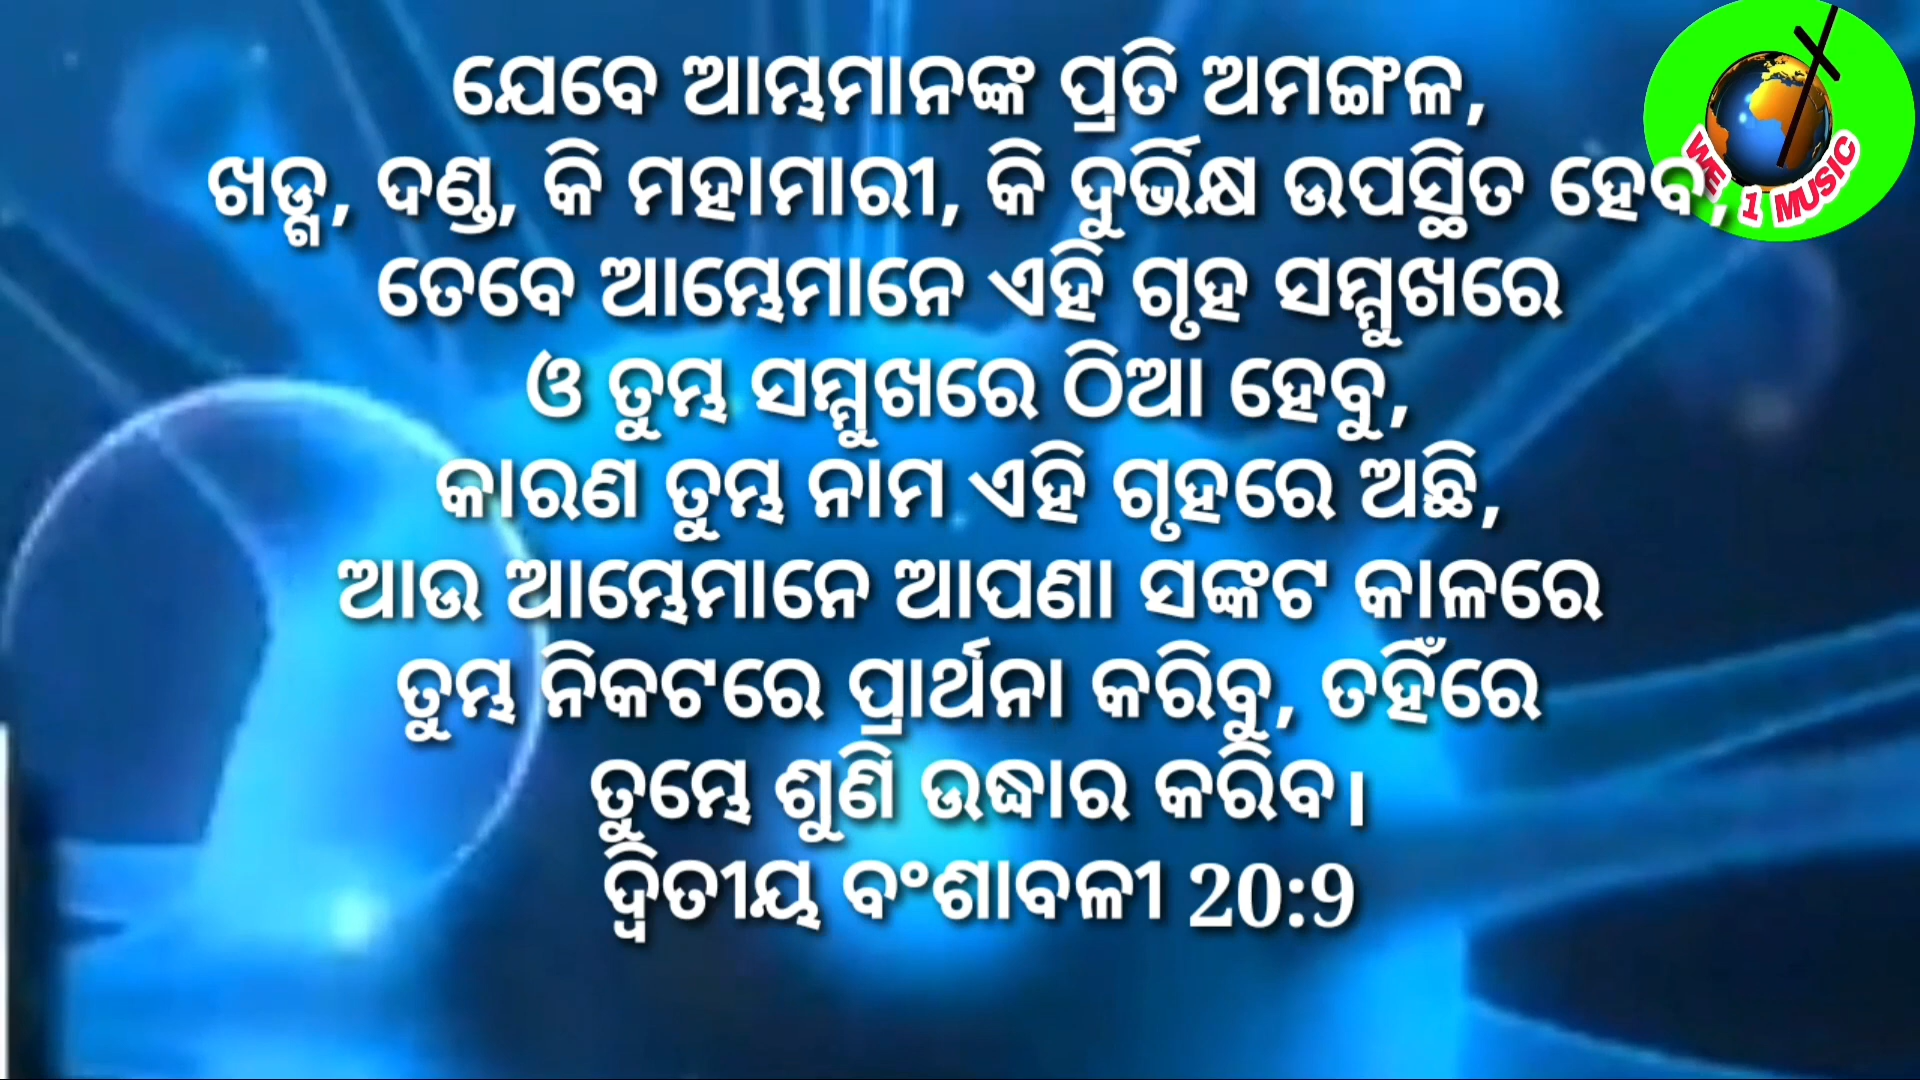 ଯେବେ ଆମ୍ଭମାନଙ୍କ ପ୍ରତି ଅମଙ୍ଗଳ,
ଖଡ୍ଗ, ଦଣ୍ଡ, କି ମହାମାରୀ, କି ଦୁର୍ଭିକ୍ଷ ଉପସ୍ଥିତ ହେବ,
ତେବେ ଆମ୍ଭେମାନେ ଏହି ଗୃହ ସମ୍ମୁଖରେ
ଓ ତୁମ୍ଭ ସମ୍ମୁଖରେ ଠିଆ ହେବୁ,
କାରଣ ତୁମ୍ଭ ନାମ ଏହି ଗୃହରେ ଅଛି,
ଆଉ ଆମ୍ଭେମାନେ ଆପଣା ସଙ୍କଟ କାଳରେ
ତୁମ୍ଭ ନିକଟରେ ପ୍ରାର୍ଥନା କରିବୁ, ତହିଁରେ
ତୁମ୍ଭେ ଶୁଣି ଉଦ୍ଧାର କରିବ।
ଦ୍ଵିତୀୟ ବଂଶାବଳୀ 20:9
WE 1 MUSIC